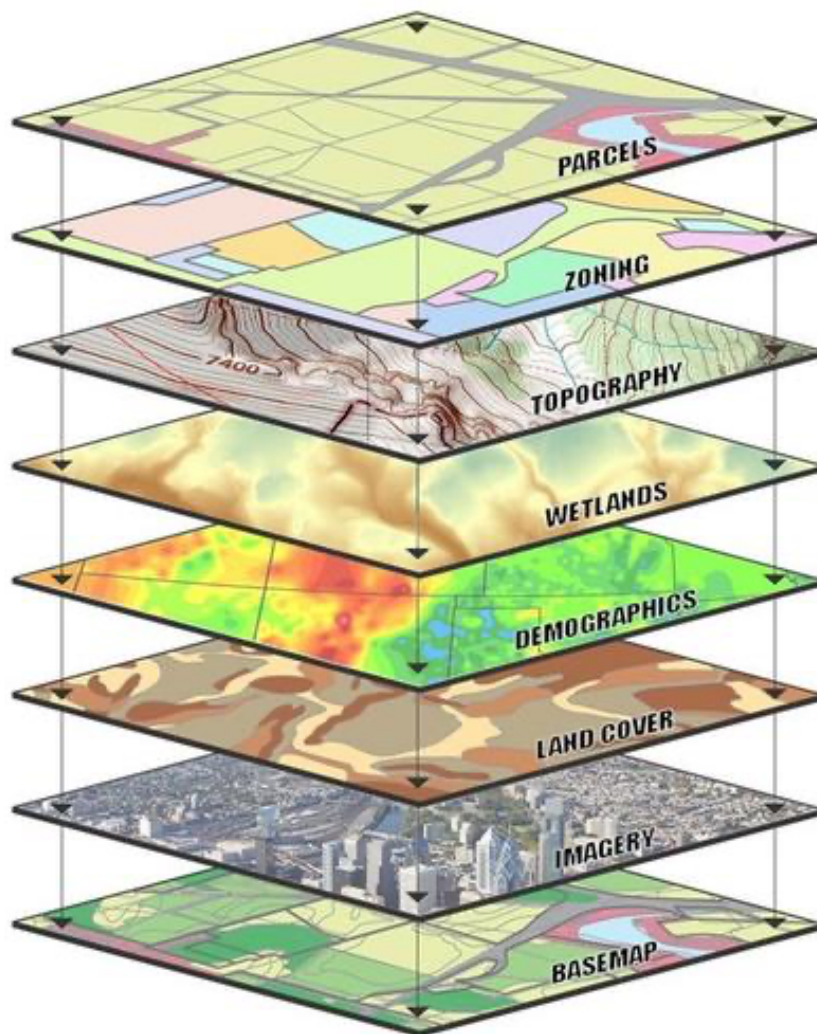 PARCELS
ZONING
7400
TOPOGRAPHY
WETLANDS
DEMOGRAPHICS
LAND COVER
IMAGERY
BASEMAP